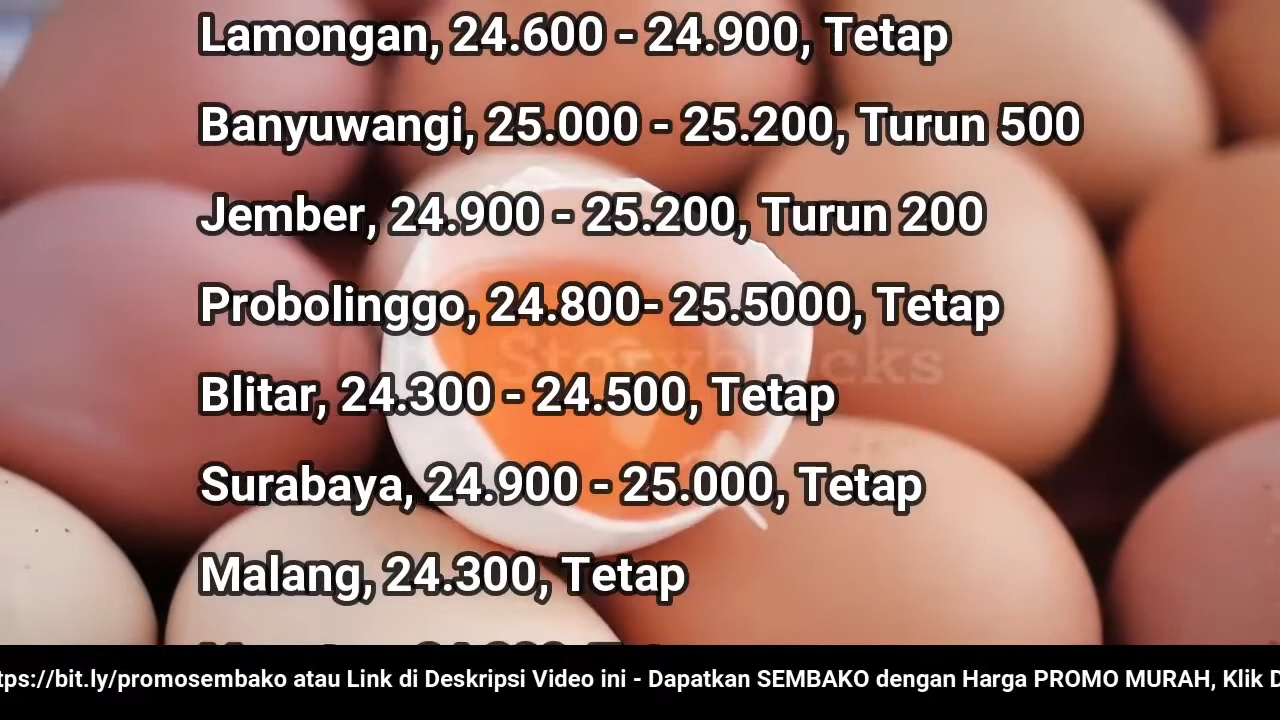 Lamongan, 24.600 - 24.900, Tetap
Banyuwangi, 25.000 - 25.200, Turun 500
Jember, 24.900 - 25.200, Turun 200
Probolinggo, 24.800- 25.5000, Tetap
Storyblocks
Blitar, 24.300 - 24.500, Tetap
Surabaya, 24.900 - 25.000, Tetap
Malang, 24.300, Tetap
tps://bit.ly/promosembako atau Link di Deskripsi Video ini - Dapatkan SEMBAKO dengan Harga PROMO MURAH, Klik D